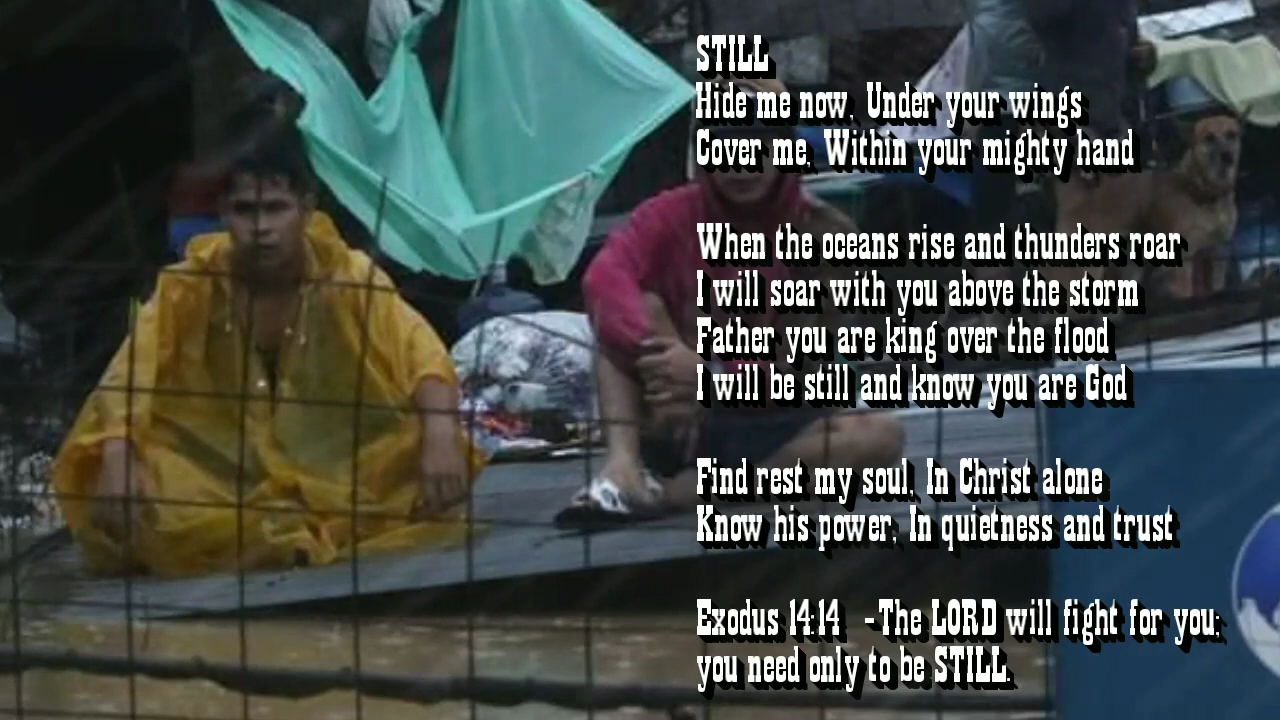 STILL
Hide me now, Under your wings
Cover me, Within your mighty hand
When the oceans rise and thunders roar
I will soar with you above the storm
Father you are king over the flood
I will be still and know you are God
Find rest my soul, In Christ alone
Know his power, In quietness and trust
Exodus 14:14 -The LORD will fight for you;
you need only to be STILL.